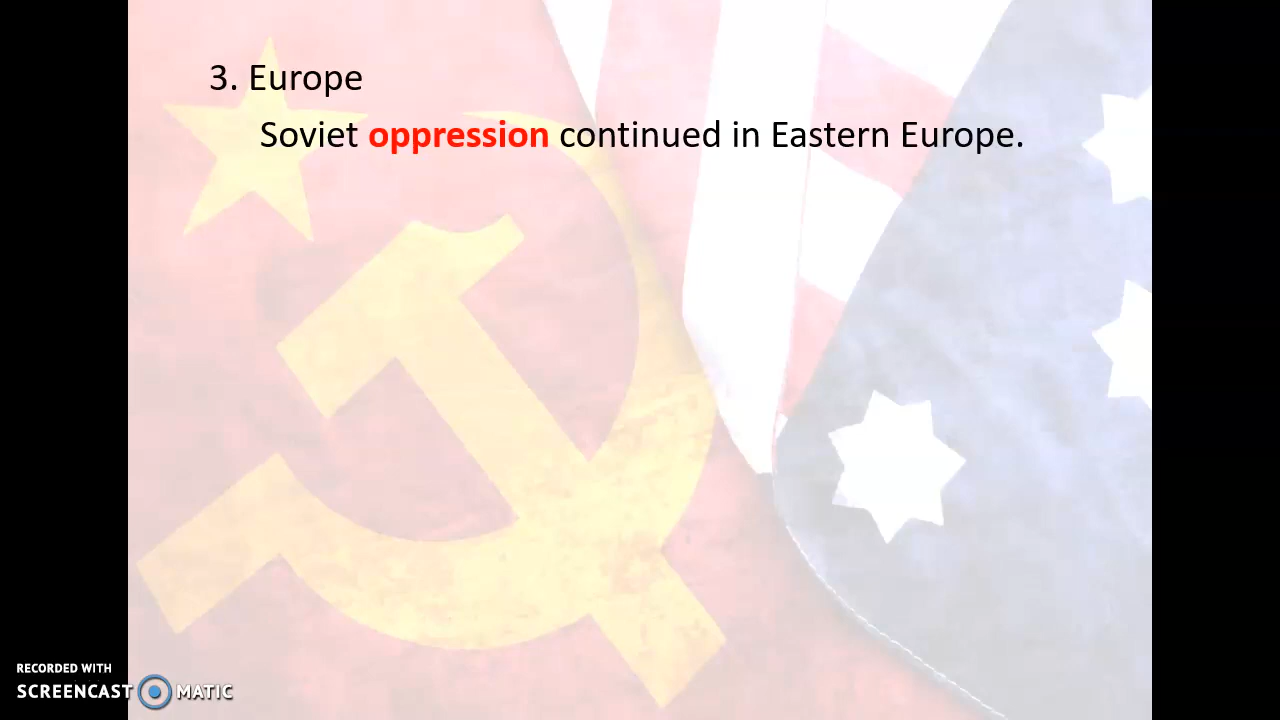 3. Europe
Soviet oppression continued in Eastern Europe.
RECORDED WITH
SCREENCAST MATIC